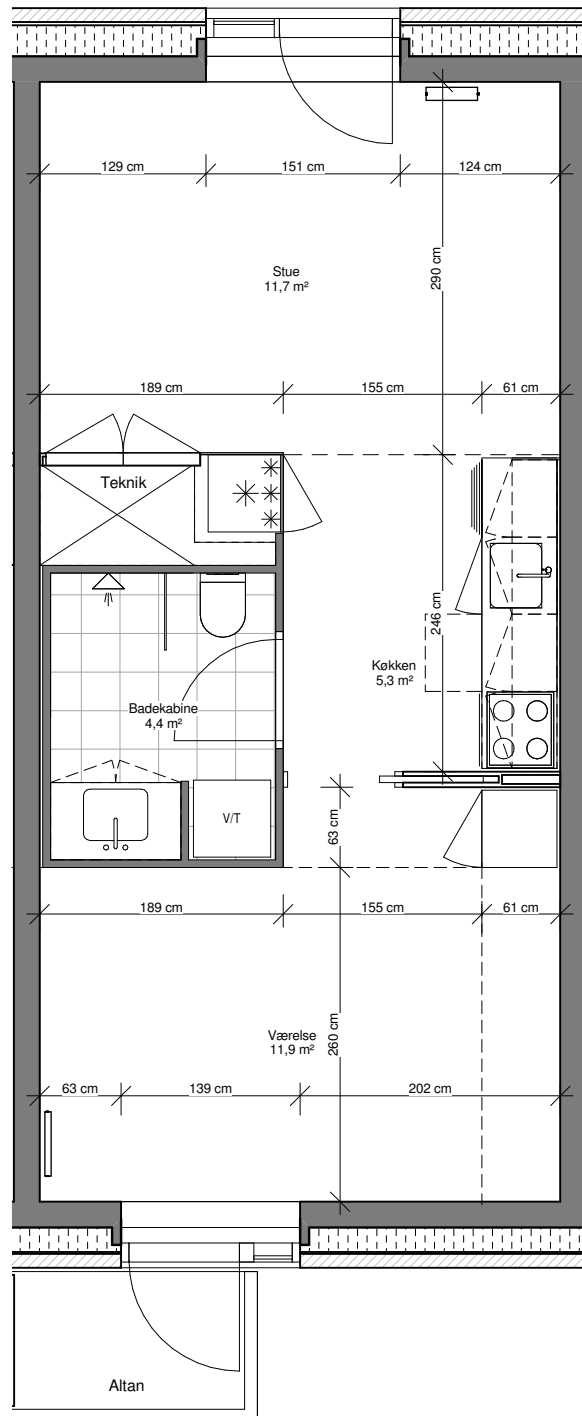 129 cm
151 cm
124 cm
290 cm
Stue
11,7 m²
189 cm
155 cm
61 cm
Teknik
246 cm
Køkken
5,3 m²
Badekabine
4,4 m²
V/T
63 cm
189 cm
155 cm
61 cm
Værelse
11,9 m²
260 cm
63 cm
139 cm
202 cm
Altan